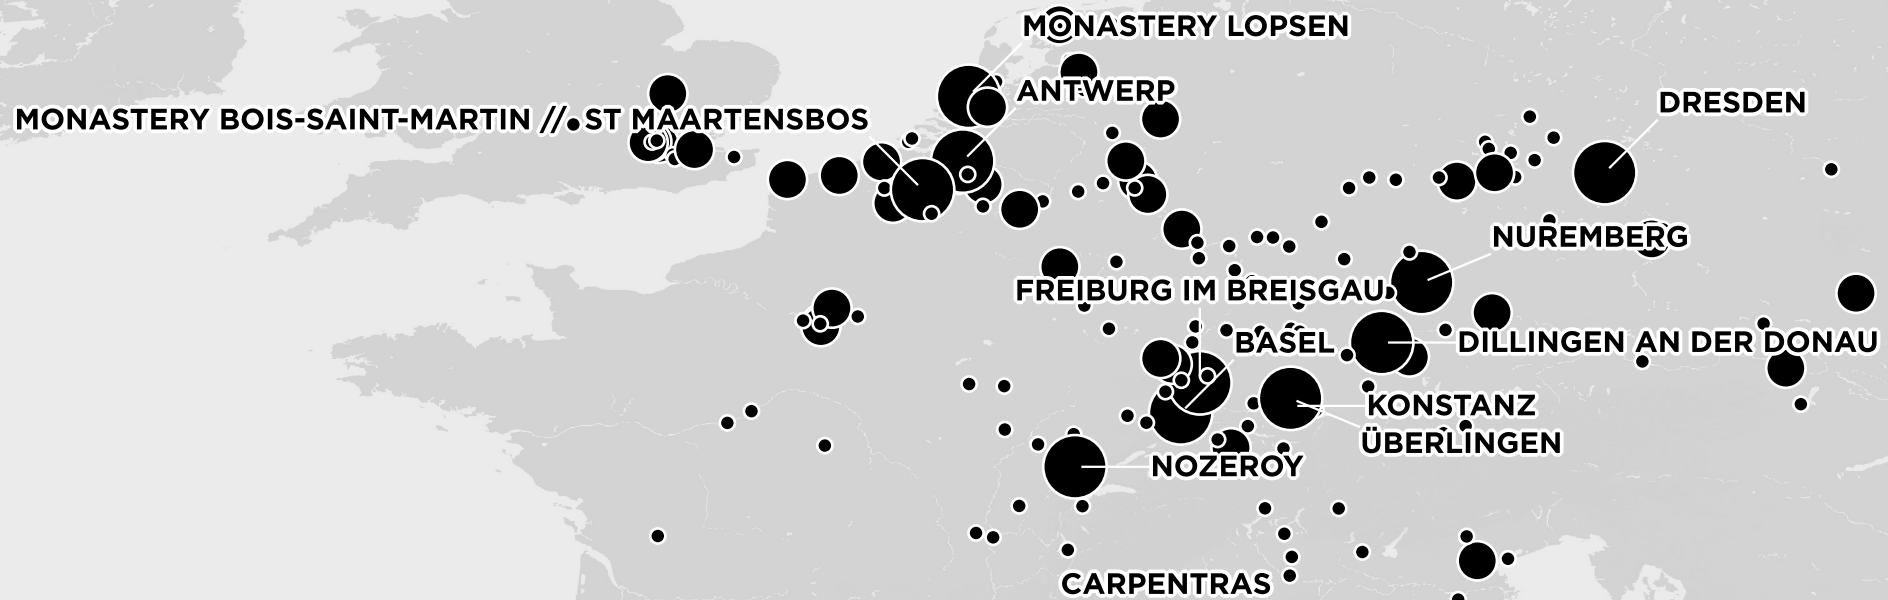 MONASTERY LOPSEN
ANTWERP
DRESDEN
MONASTERY BOIS-SAINT-MARTIN // ST MAARTENSBOS
NUREMBERG
FREIBURG IM BREISGAU
BASEL
DILLINGEN AN DER DONAU
KONSTANZ
ÜBERLINGEN
NOZEROY
CARPENTRAS